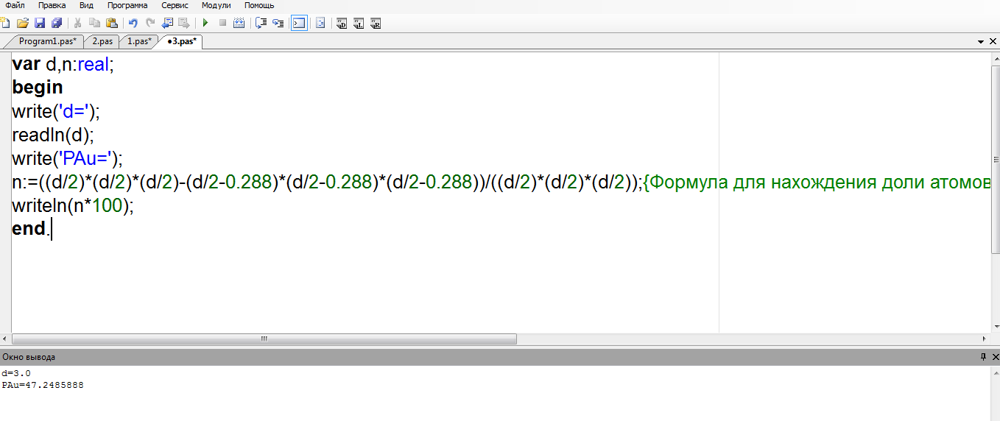 Файл Правка Вид Программа Сервис Модули Помощь
Program1.pas* 2.pas 1.pas* •3.pas*
var d,n:real;
begin
write('d=');
readln(d);
write('PAu=');
n:=((d/2)*(d/2)*(d/2)-(d/2-0.288)*(d/2-0.288)*(d/2-0.288))/((d/2)*(d/2)*(d/2));{Формула для нахождения доли атомов
writeln(n*100);
end.
Окно вывода
d=3.0
PAu=47.2485888